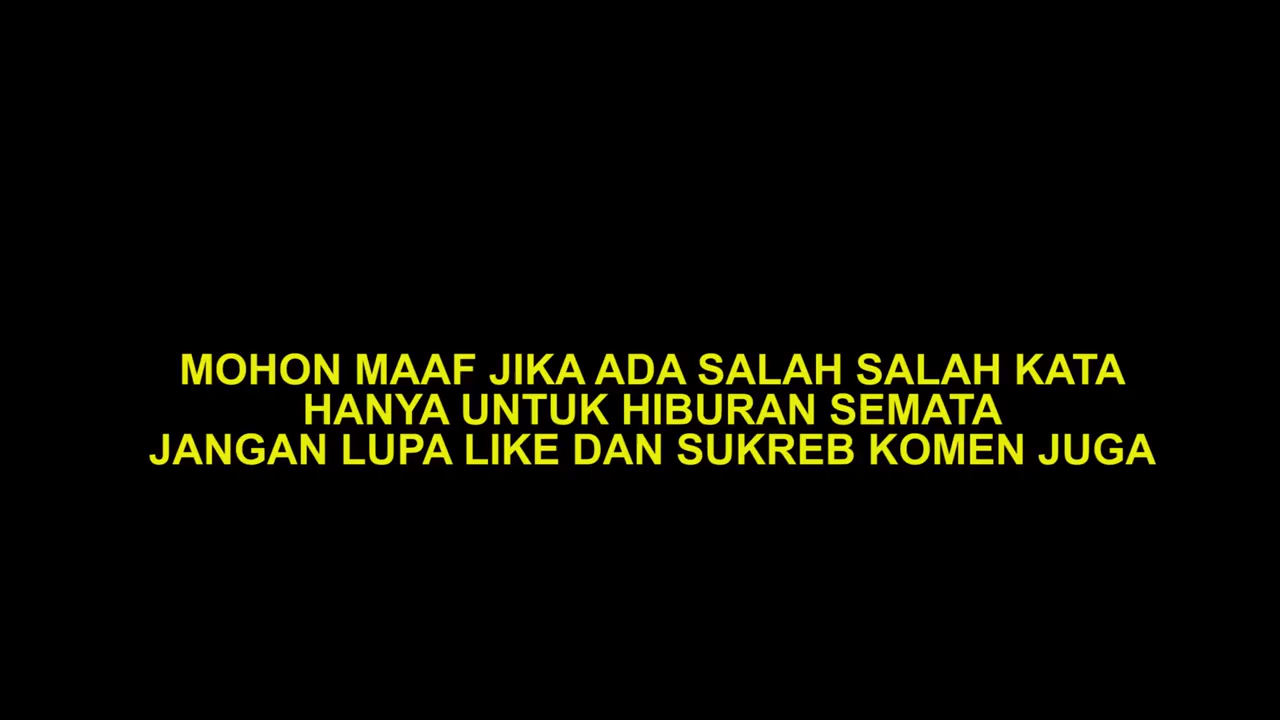 MOHON MAAF JIKA ADA SALAH SALAH KATA
HANYA UNTUK HIBURAN SEMATA
JANGAN LUPA LIKE DAN SUKREB KOMEN JUGA